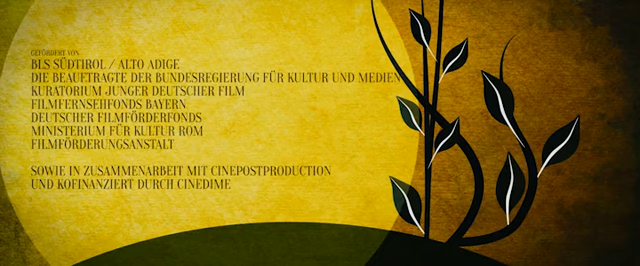 GEFÖRDERT VON
BLS SÜDTIROL / ALTO ADIGE
DIE BEAUFTRAGTE DER BUNDESREGIERUNG FÜR KULTUR UND MEDIEN
KURATORIUM JUNGER DEUTSCHER FILM
FILMFERNSEHFONDS BAYERN
DEUTSCHER FILMFÖRDERFONDS
MINISTERIUM FÜR KULTUR ROM
FILMFÖRDERUNGSANSTALT
SOWIE IN ZUSAMMENARBEIT MIT CINEPOSTPRODUCTION
UND KOFINANZIERT DURCH CINEDIME